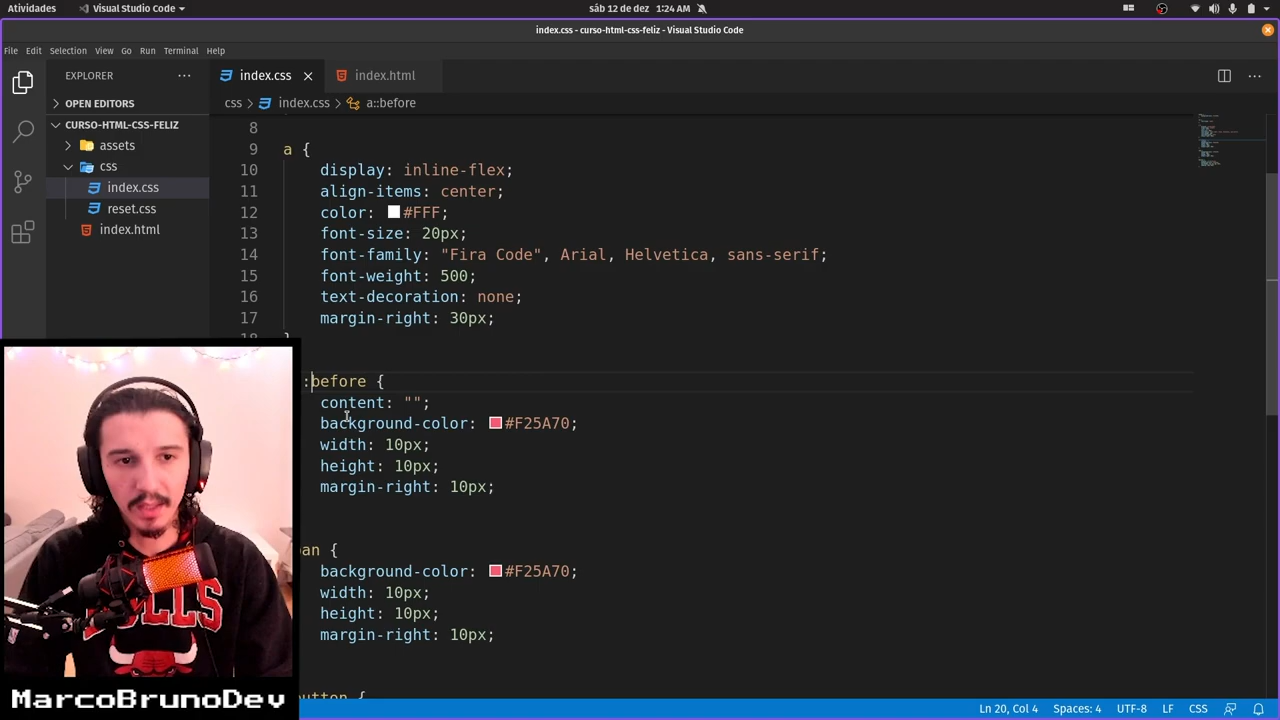 Atividades
Visual Studio Code
sáb 12 de dez 1:24 AM
index.css - curso-html-css-feliz - Visual Studio Code
File Edit Selection View Go Run Terminal Help
EXPLORER
index.css
index.html
OPEN EDITORS
css > index.css > a::before
CURSO-HTML-CSS-FELIZ
assets
css
index.css
reset.css
index.html
8
9 a {
10 display: inline-flex;
11 align-items: center;
12 color: #FFF;
13 font-size: 20px;
14 font-family: "Fira Code", Arial, Helvetica, sans-serif;
15 font-weight: 500;
16 text-decoration: none;
17 margin-right: 30px;
18 }
:before {
content: "";
background-color: #F25A70;
width: 10px;
height: 10px;
margin-right: 10px;
an {
background-color: #F25A70;
width: 10px;
height: 10px;
margin-right: 10px;
button {
BULLS
MarcoBrunoDev
Ln 20, Col 4 Spaces: 4 UTF-8 LF CSS